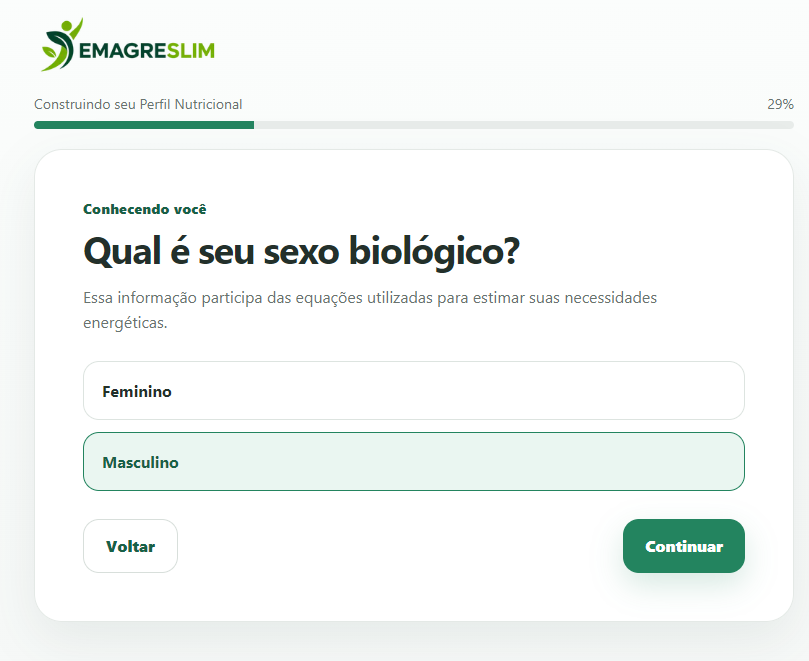 EMAGRESLIM
Construindo seu Perfil Nutricional 29%
Conhecendo você
Qual é seu sexo biológico?
Essa informação participa das equações utilizadas para estimar suas necessidades
energéticas.
Feminino
Masculino
Voltar Continuar